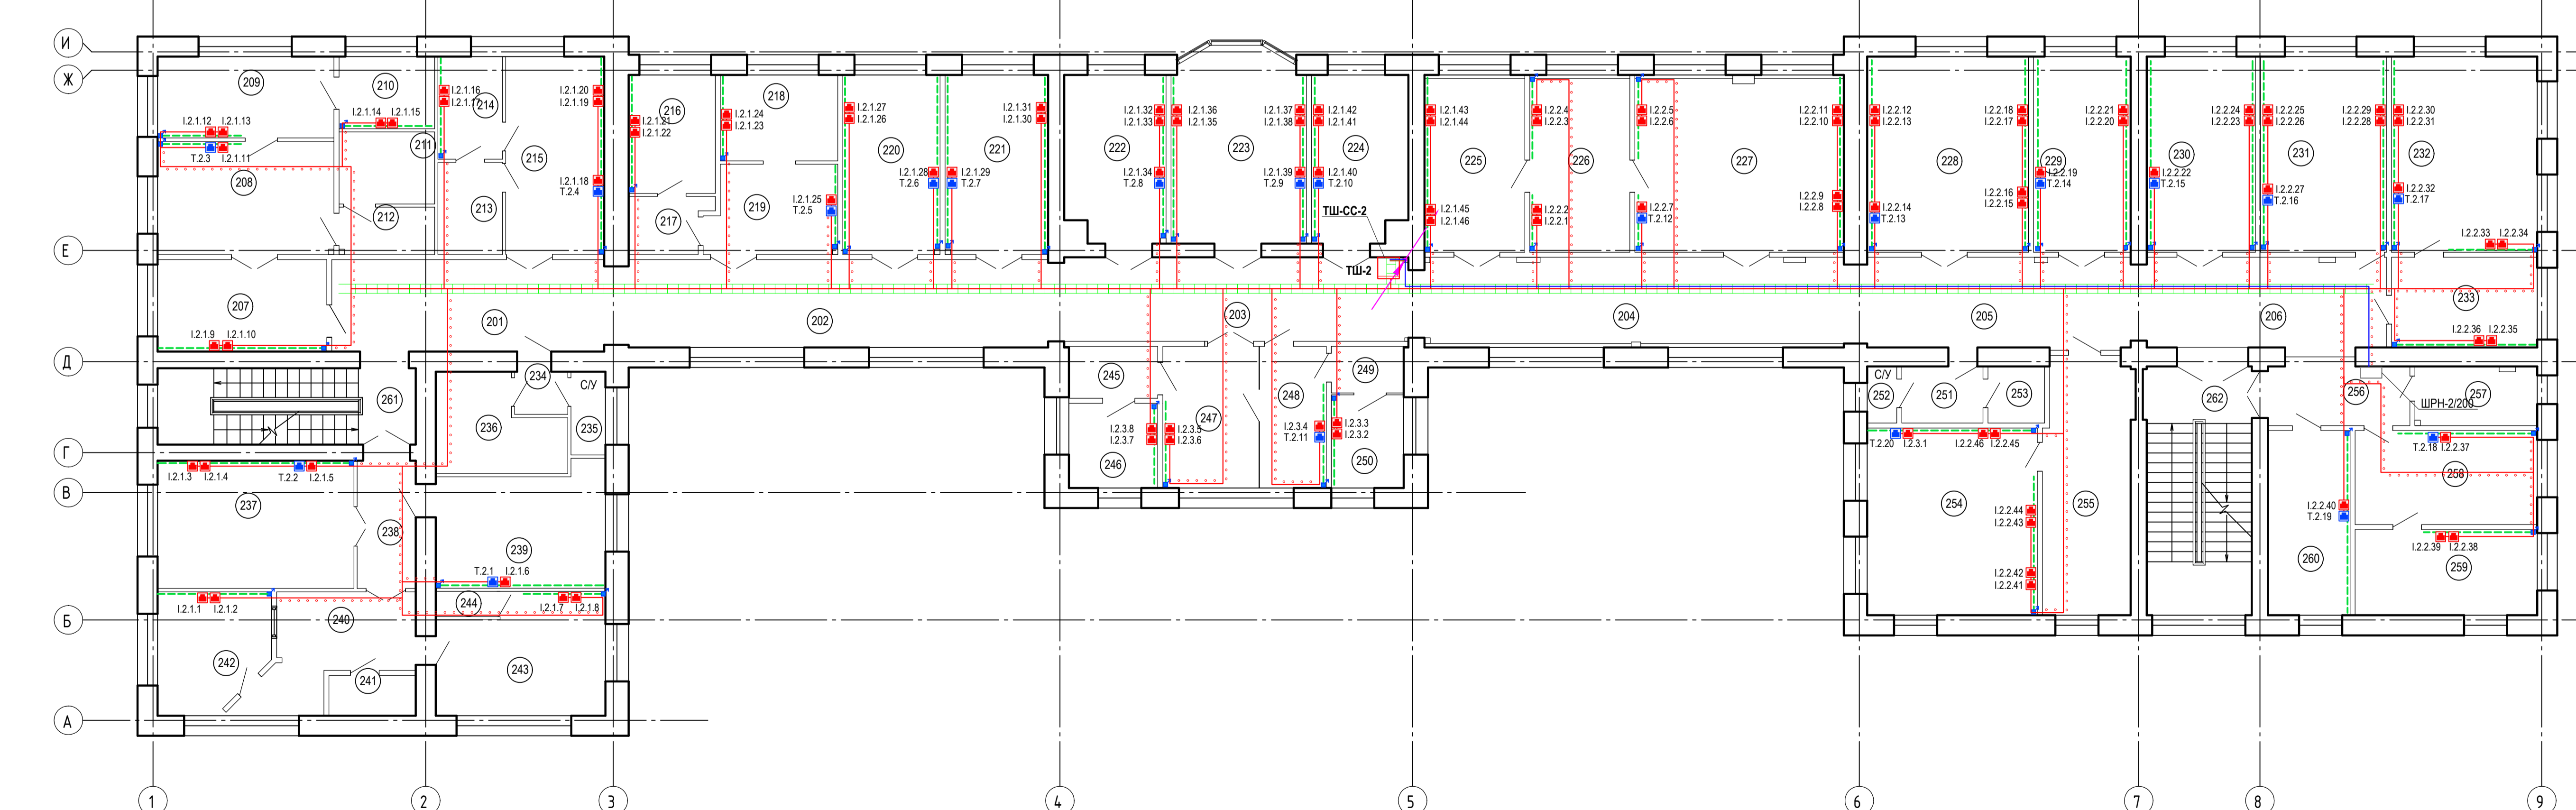 И
Ж
Е
Д
Г
В
Б
А
209
I.2.1.12 I.2.1.13
T.2.3 I.2.1.11
208
210
I.2.1.14 I.2.1.15
211
212
I.2.1.16
I.2.1.17
214
215
213
I.2.1.20
I.2.1.19
I.2.1.18
T.2.4
216
I.2.1.21
I.2.1.22
217
218
I.2.1.24
I.2.1.23
219
I.2.1.25
T.2.5
I.2.1.27
I.2.1.26
220
I.2.1.28
T.2.6
I.2.1.29
T.2.7
221
I.2.1.31
I.2.1.30
222
I.2.1.32
I.2.1.33
I.2.1.34
T.2.8
I.2.1.36
I.2.1.35
223
I.2.1.37
I.2.1.38
I.2.1.39
T.2.9
I.2.1.42
I.2.1.41
224
I.2.1.40
T.2.10
ТШ-СС-2
ТШ-2
I.2.1.43
I.2.1.44
225
I.2.1.45
I.2.1.46
I.2.2.4
I.2.2.3
226
I.2.2.2
I.2.2.1
I.2.2.5
I.2.2.6
I.2.2.7
T.2.12
227
I.2.2.11
I.2.2.10
I.2.2.9
I.2.2.8
I.2.2.12
I.2.2.13
228
I.2.2.14
T.2.13
I.2.2.18
I.2.2.17
I.2.2.16
I.2.2.15
229
I.2.2.19
T.2.14
I.2.2.21
I.2.2.20
230
I.2.2.22
T.2.15
I.2.2.24
I.2.2.23
I.2.2.25
I.2.2.26
231
I.2.2.27
T.2.16
I.2.2.29
I.2.2.28
I.2.2.30
I.2.2.31
232
I.2.2.32
T.2.17
I.2.2.33 I.2.2.34
233
I.2.2.36 I.2.2.35
207
I.2.1.9 I.2.1.10
201
202
203
204
205
206
261
234
С/У
236
235
I.2.1.3 I.2.1.4
T.2.2 I.2.1.5
237
238
239
T.2.1 I.2.1.6
I.2.1.1 I.2.1.2
244
I.2.1.7 I.2.1.8
240
242
241
243
245
I.2.3.8
I.2.3.7
246
I.2.3.5
I.2.3.6
247
248
I.2.3.4
T.2.11
249
I.2.3.3
I.2.3.2
250
С/У
252
251
253
T.2.20 I.2.3.1
I.2.2.46 I.2.2.45
254
I.2.2.44
I.2.2.43
I.2.2.42
I.2.2.41
255
262
256
257
ШРН-2/200
T.2.18 I.2.2.37
258
I.2.2.40
T.2.19
I.2.2.39 I.2.2.38
260
259
1
2
3
4
5
6
7
8
9